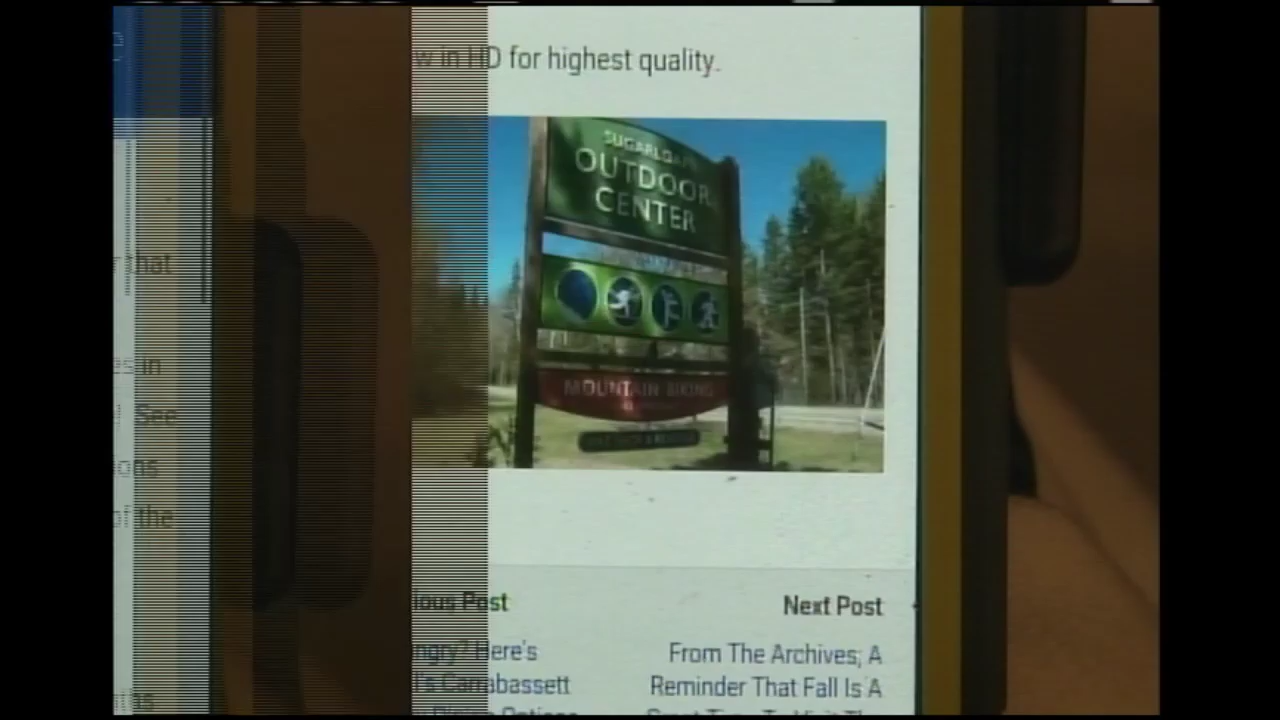 w in HD for highest quality.
SUGARLOAF
OUTDOOR
CENTER
MOUNTAIN BIKING
r that
es in
See
ions
of the
ious Post
Next Post
ngry? Here's
From The Archives; A
l's Carrabassett
Reminder That Fall Is A